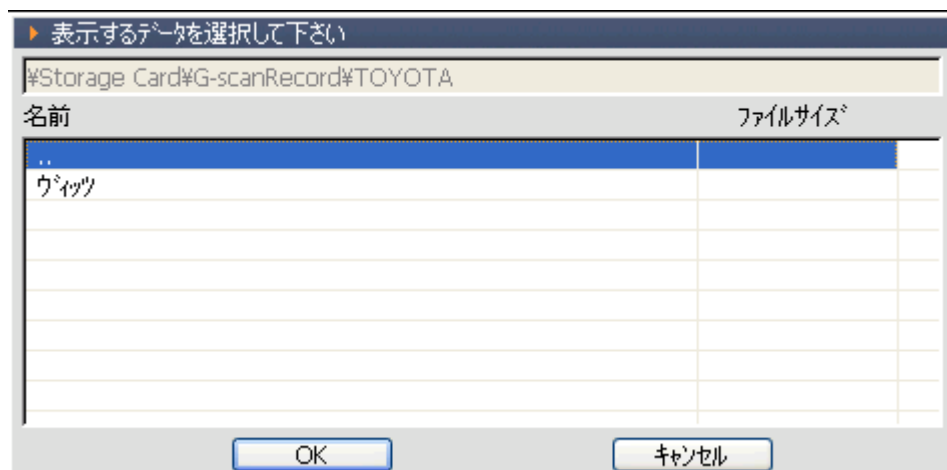 表示するﾃﾞｰﾀを選択して下さい
¥Storage Card¥G-scanRecord¥TOYOTA
名前 ﾌｧｲﾙｻｲｽﾞ
..
ｳﾞｨｯﾂ
OK ｷｬﾝｾﾙ